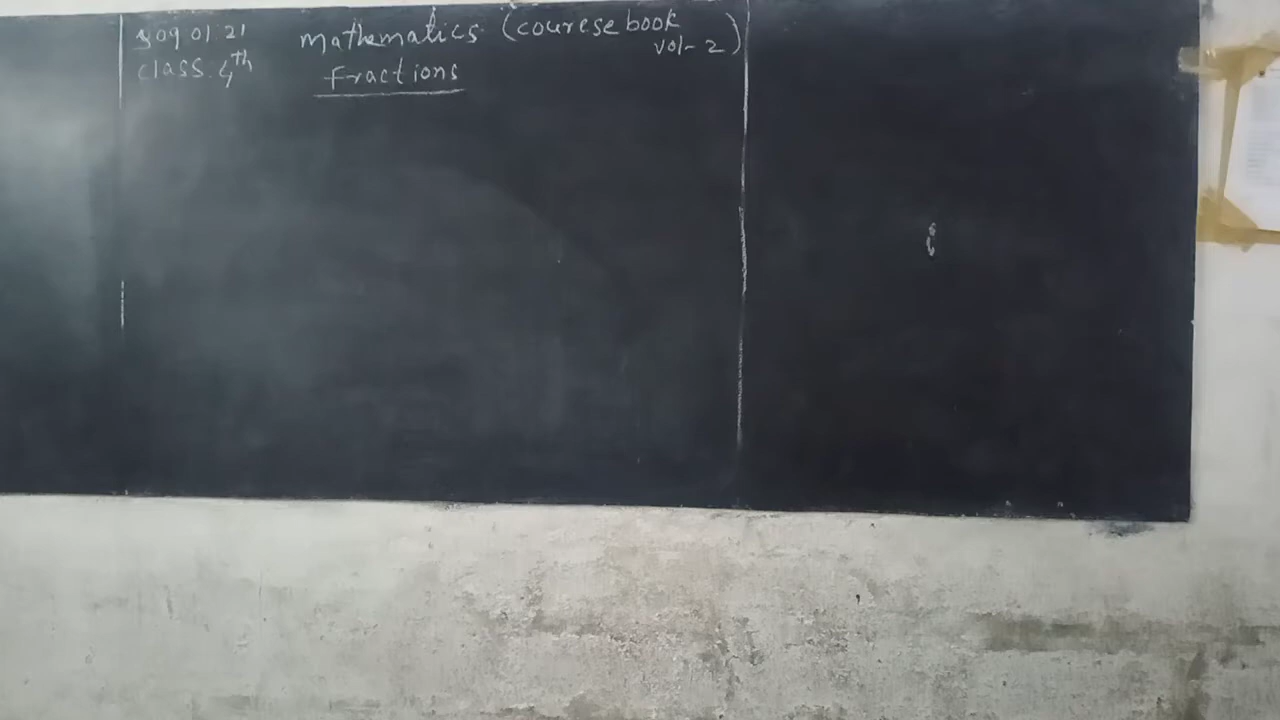 09 01 21 Mathematics (courese book
vol-2)
class. 4th Fractions